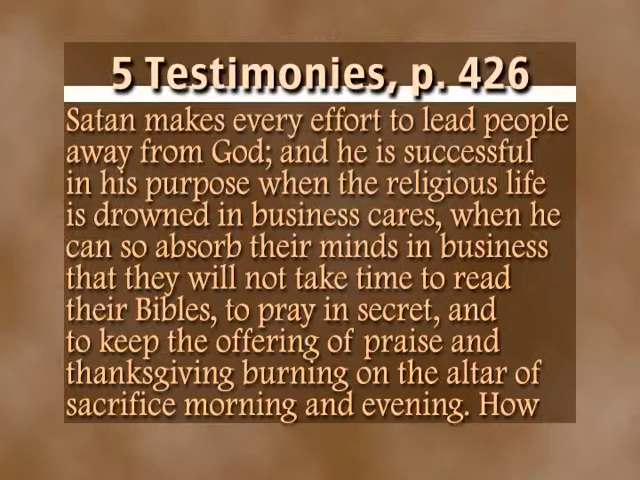 5 Testimonies, p. 426
Satan makes every effort to lead people
away from God; and he is successful
in his purpose when the religious life
is drowned in business cares, when he
can so absorb their minds in business
that they will not take time to read
their Bibles, to pray in secret, and
to keep the offering of praise and
thanksgiving burning on the altar of
sacrifice morning and evening. How